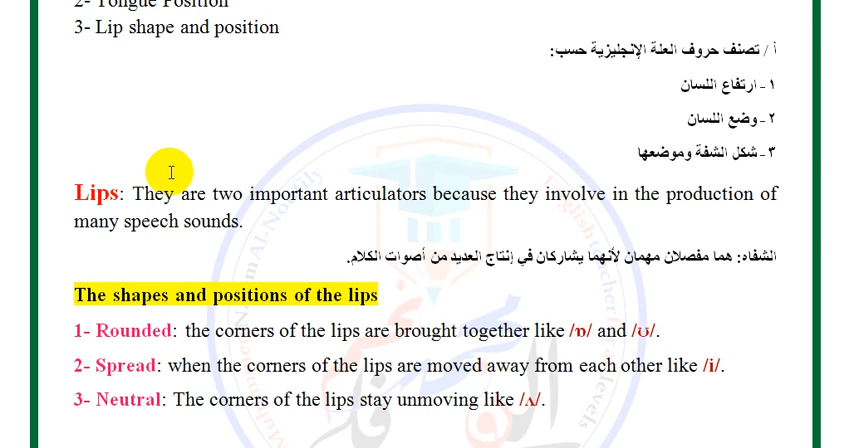 2- Tongue Position
3- Lip shape and position
أ / تصنف حروف العلة الإنجليزية حسب:
١ - ارتفاع اللسان
٢ - وضع اللسان
٣ - شكل الشفة وموضعها
Lips: They are two important articulators because they involve in the production of
many speech sounds.
الشفاه: هما مفصلان مهمان لأنهما يشاركان في إنتاج العديد من أصوات الكلام.
The shapes and positions of the lips
1- Rounded: the corners of the lips are brought together like /ɒ/ and /ʊ/.
2- Spread: when the corners of the lips are moved away from each other like /i/.
3- Neutral: The corners of the lips stay unmoving like /ʌ/.